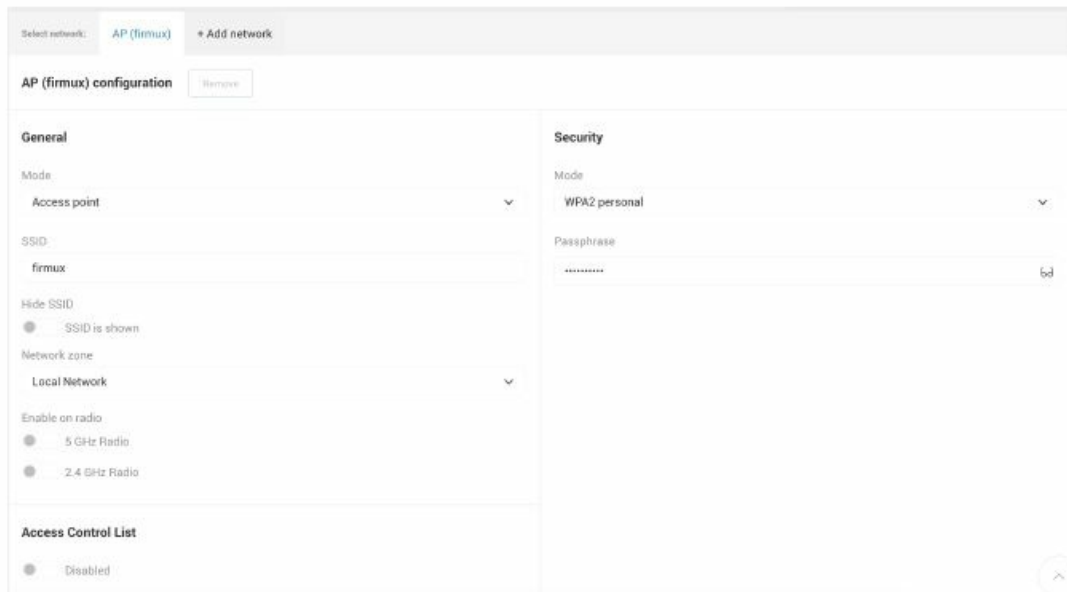 Select network: AP (firmux) + Add network
AP (firmux) configuration Remove
General
Mode
Access point
SSID
firmux
Hide SSID
SSID is shown
Network zone
Local Network
Enable on radio
5 GHz Radio
2.4 GHz Radio
Access Control List
Disabled
Security
Mode
WPA2 personal
Passphrase
••••••••••